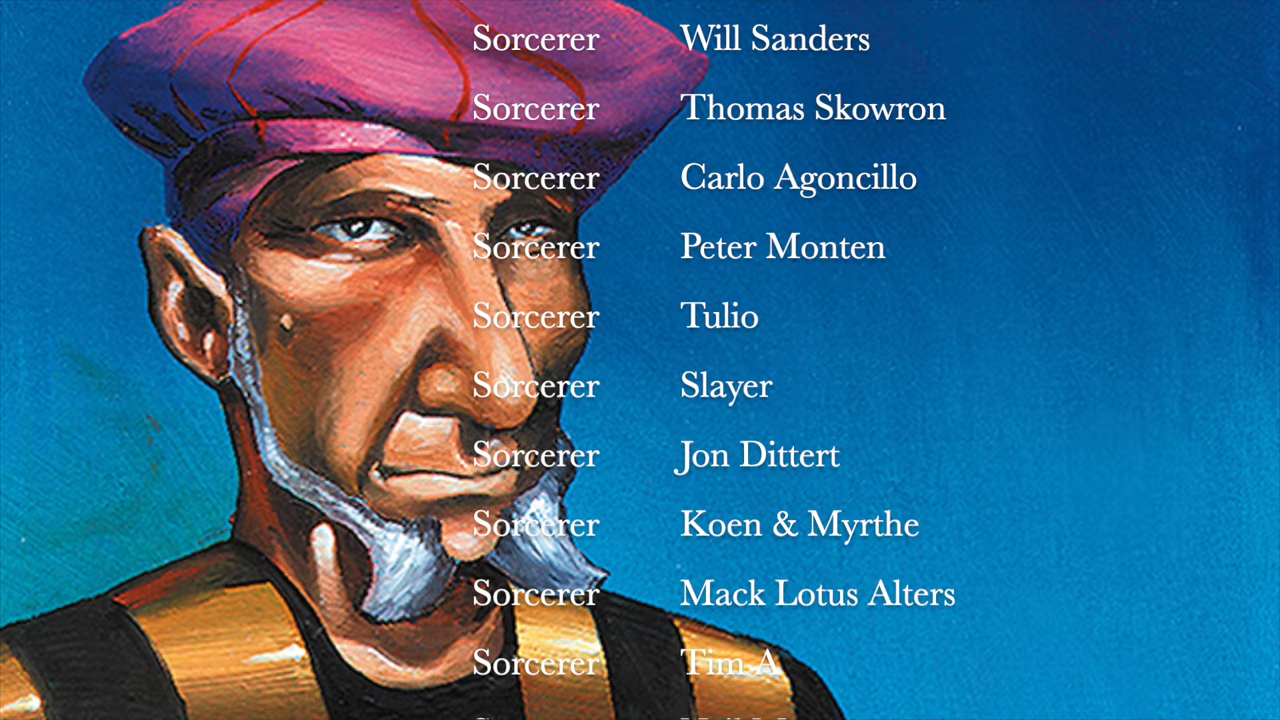 Sorcerer Will Sanders
Sorcerer Thomas Skowron
Sorcerer Carlo Agoncillo
Sorcerer Peter Monten
Sorcerer Tulio
Sorcerer Slayer
Sorcerer Jon Dittert
Sorcerer Koen & Myrthe
Sorcerer Mack Lotus Alters
Sorcerer Tim A